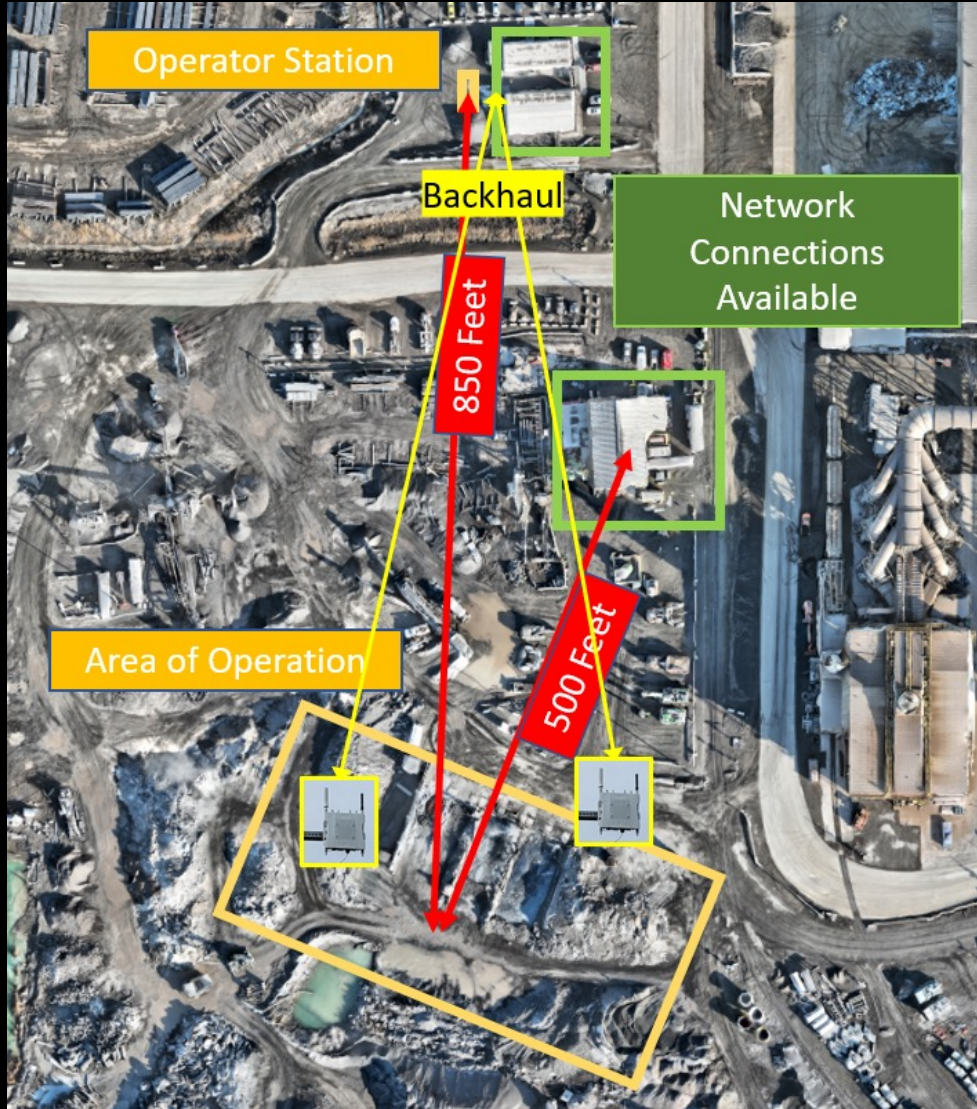 Operator Station
Backhaul
Network
Connections
Available
850 Feet
500 Feet
Area of Operation